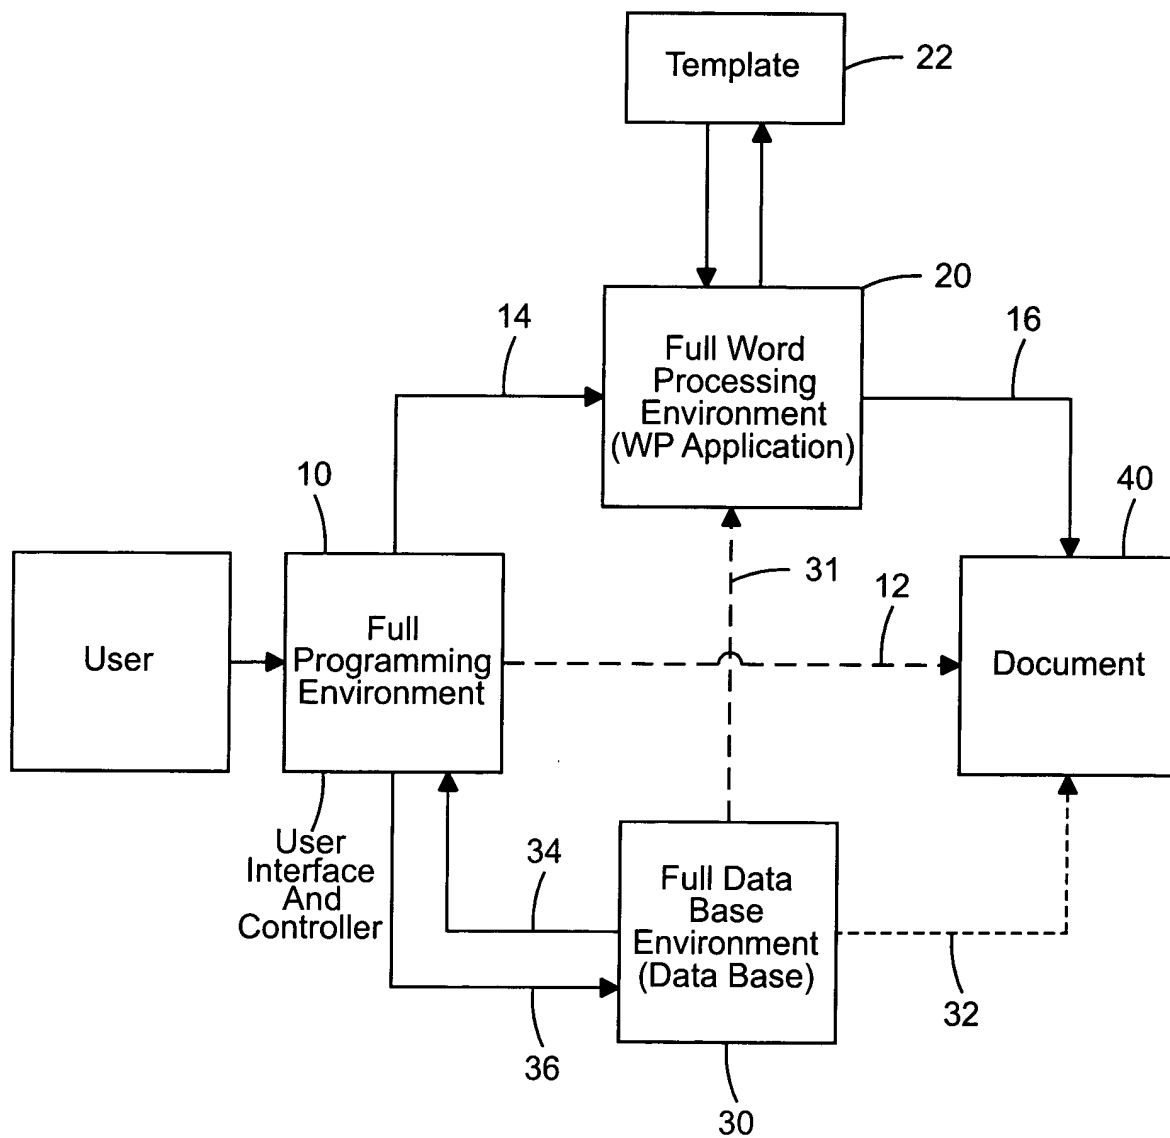 Template
22
20
14
16
Full Word
Processing
Environment
(WP Application)
10
40
31
12
User
Full
Programming
Environment
Document
User
Interface
And
Controller
34
Full Data
Base
Environment
(Data Base)
32
36
30